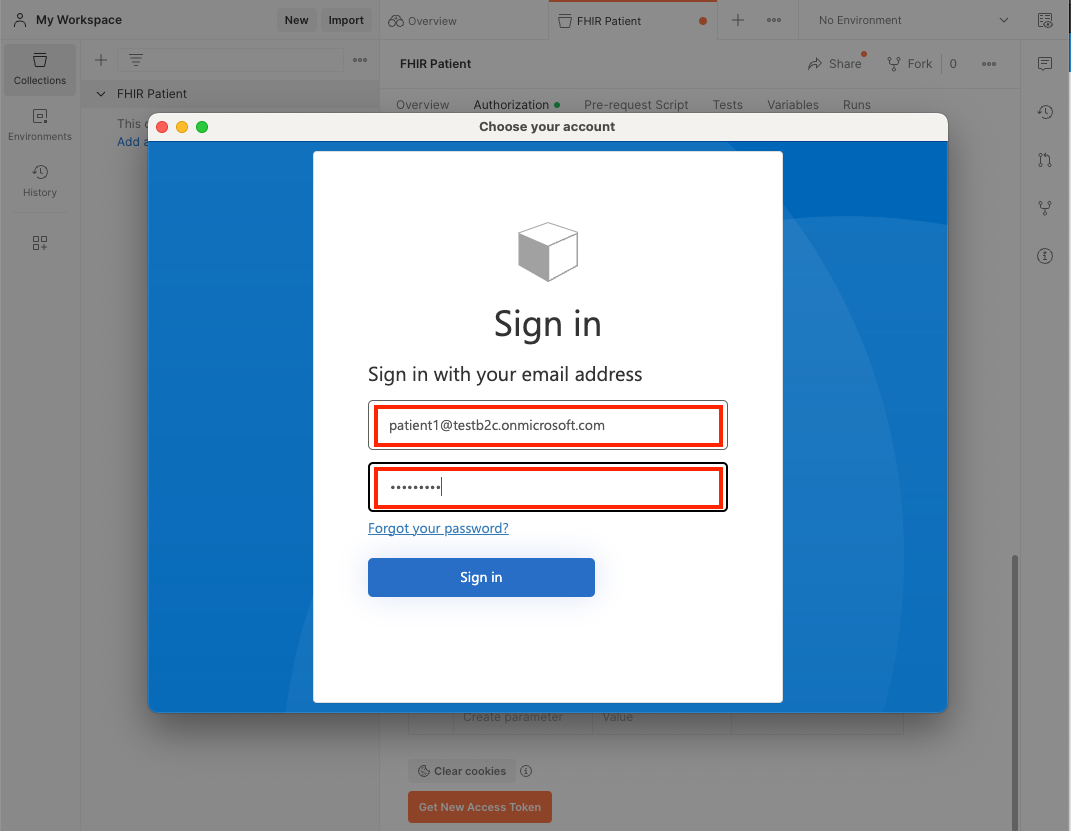 My Workspace
New
Import
Overview
FHIR Patient
No Environment
Collections
Environments
History
FHIR Patient
This c
Add a
FHIR Patient
Share
Fork
0
Overview
Authorization
Pre-request Script
Tests
Variables
Runs
Choose your account
Sign in
Sign in with your email address
patient1@testb2c.onmicrosoft.com
•••••••••
Forgot your password?
Sign in
Create parameter
Value
Clear cookies
Get New Access Token